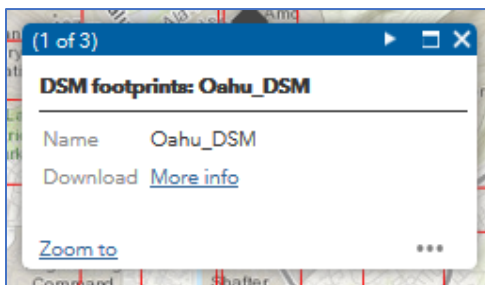 (1 of 3)
DSM footprints: Oahu_DSM
Name Oahu_DSM
Download More info
Zoom to
Command
Shafter